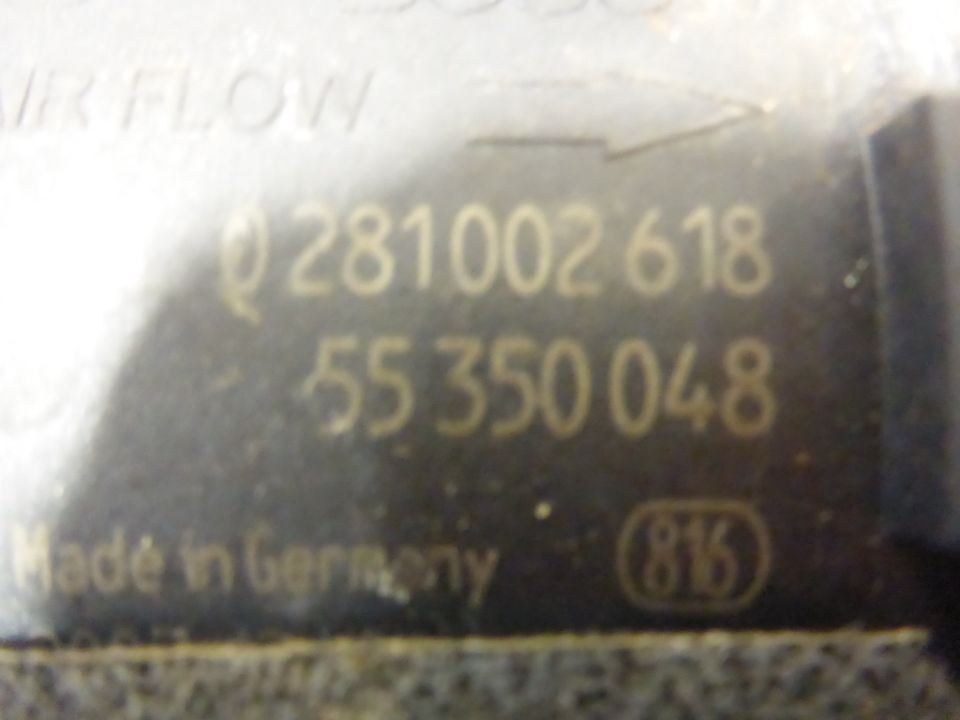 AIR FLOW
0 281 002 618
55 350 048
Made in Germany
816